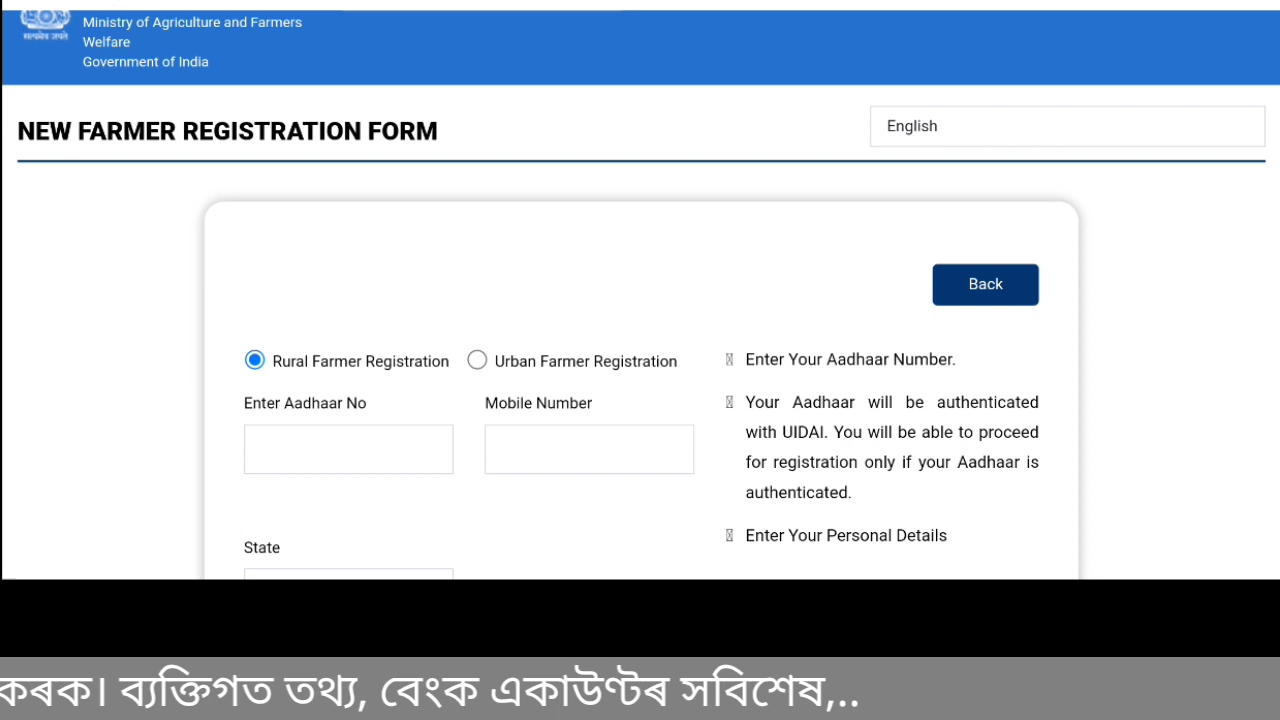 Ministry of Agriculture and Farmers
Welfare
Government of India
सत्यमेव जयते
NEW FARMER REGISTRATION FORM
English
Back
Rural Farmer Registration
Urban Farmer Registration
Enter Aadhaar No
Mobile Number
State
Enter Your Aadhaar Number.
Your Aadhaar will be authenticated
with UIDAI. You will be able to proceed
for registration only if your Aadhaar is
authenticated.
Enter Your Personal Details
কৰক। ব্যক্তিগত তথ্য, বেংক একাউণ্টৰ সবিশেষ,..